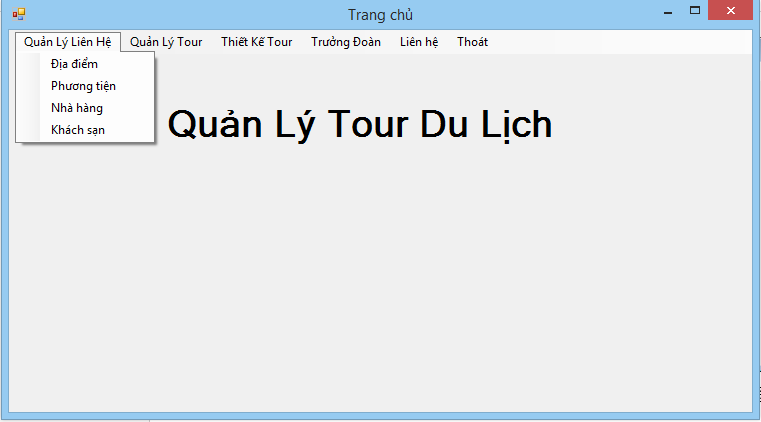 Trang chủ
Quản Lý Liên Hệ Quản Lý Tour Thiết Kế Tour Trưởng Đoàn Liên hệ Thoát
Địa điểm
Phương tiện
Nhà hàng
Khách sạn
Quản Lý Tour Du Lịch